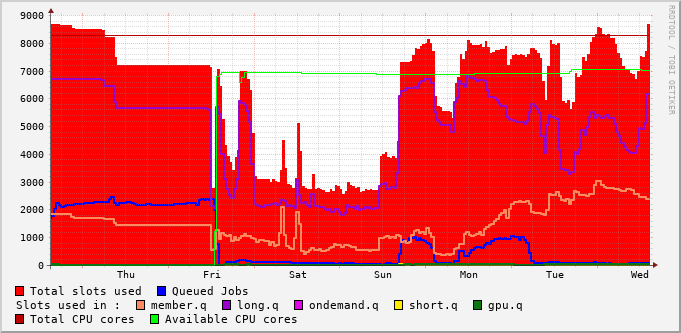 RRDTOOL / TOBI OETIKER
9000
8000
7000
6000
5000
4000
3000
2000
1000
0
Thu Fri Sat Sun Mon Tue Wed
Total slots used Queued Jobs
Slots used in : member.q long.q ondemand.q short.q gpu.q
Total CPU cores Available CPU cores